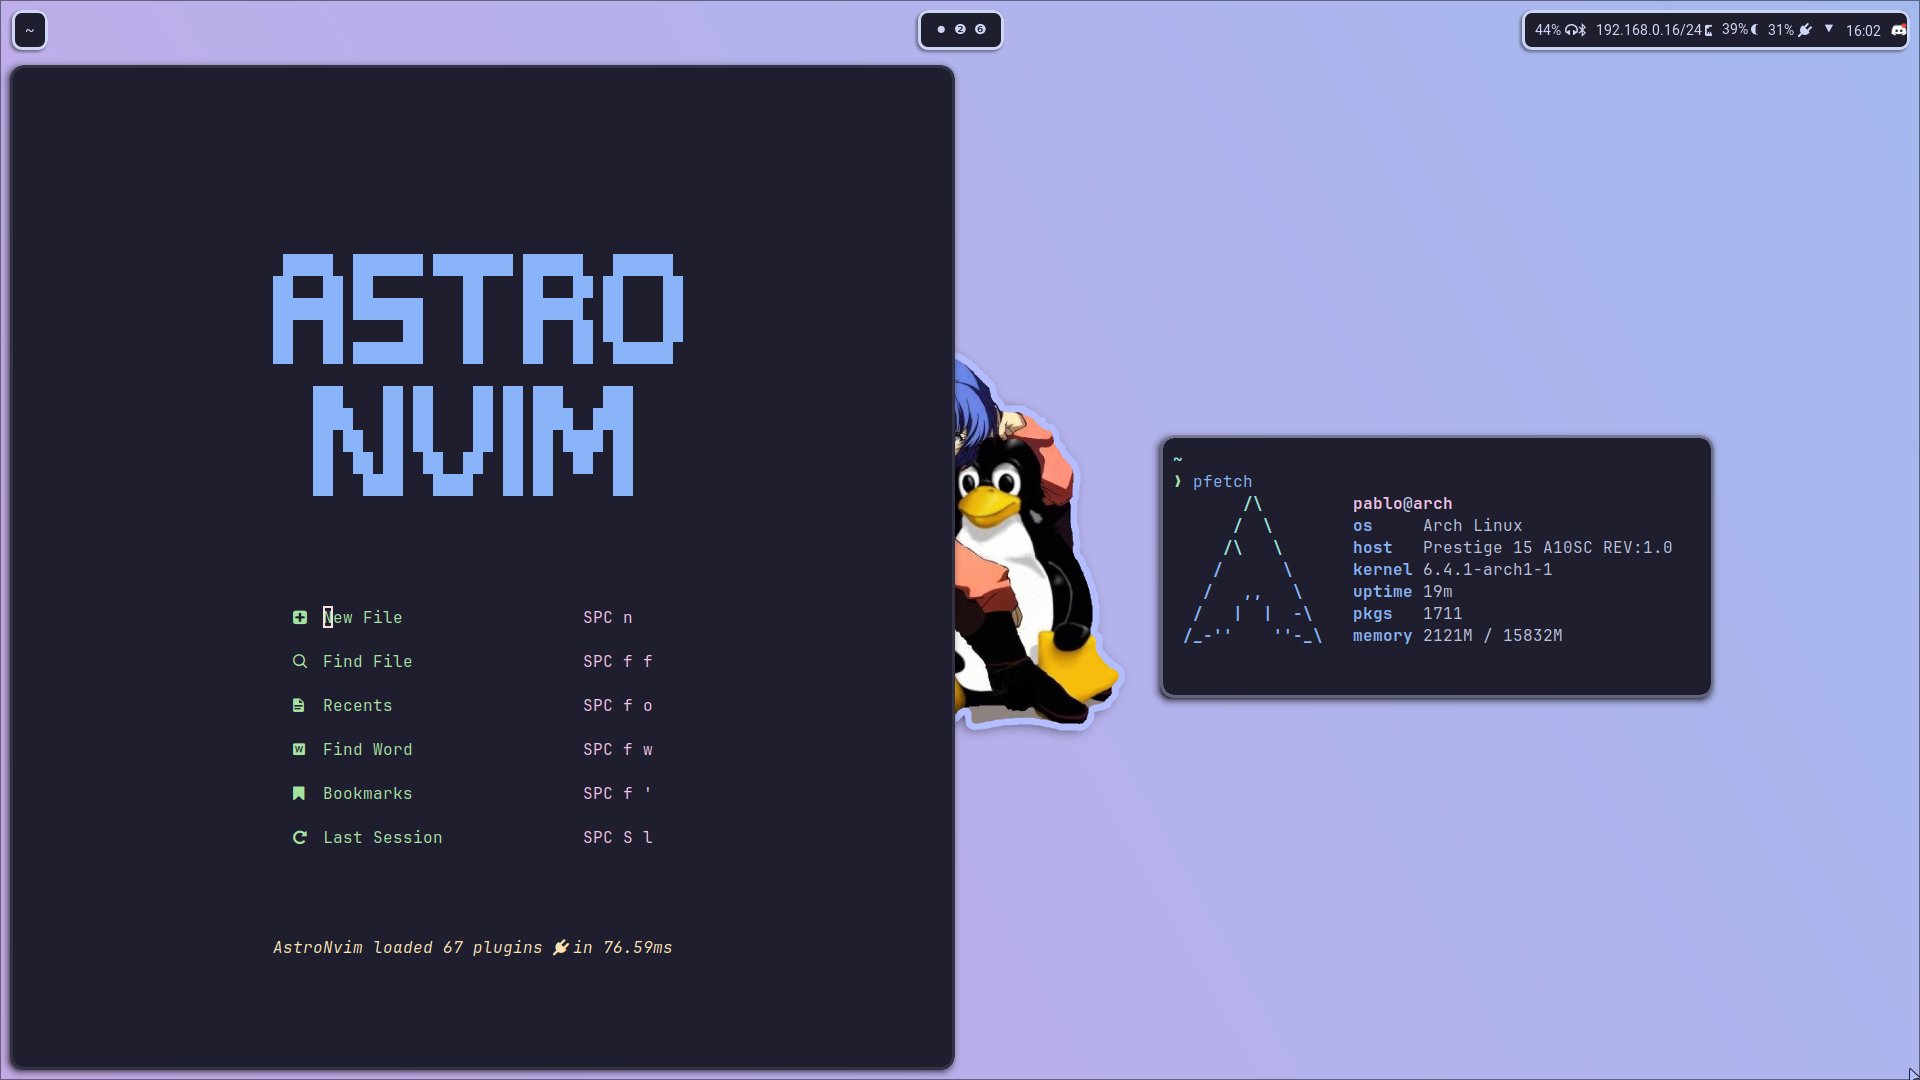 ~
2 6
44% 192.168.0.16/24 39% 31% 16:02
ASTRO
NVIM
New File SPC n
Find File SPC f f
Recents SPC f o
W Find Word SPC f w
Bookmarks SPC f '
Last Session SPC S l
AstroNvim loaded 67 plugins in 76.59ms
~
❯ pfetch
pablo@arch
os Arch Linux
host Prestige 15 A10SC REV:1.0
kernel 6.4.1-arch1-1
uptime 19m
pkgs 1711
memory 2121M / 15832M